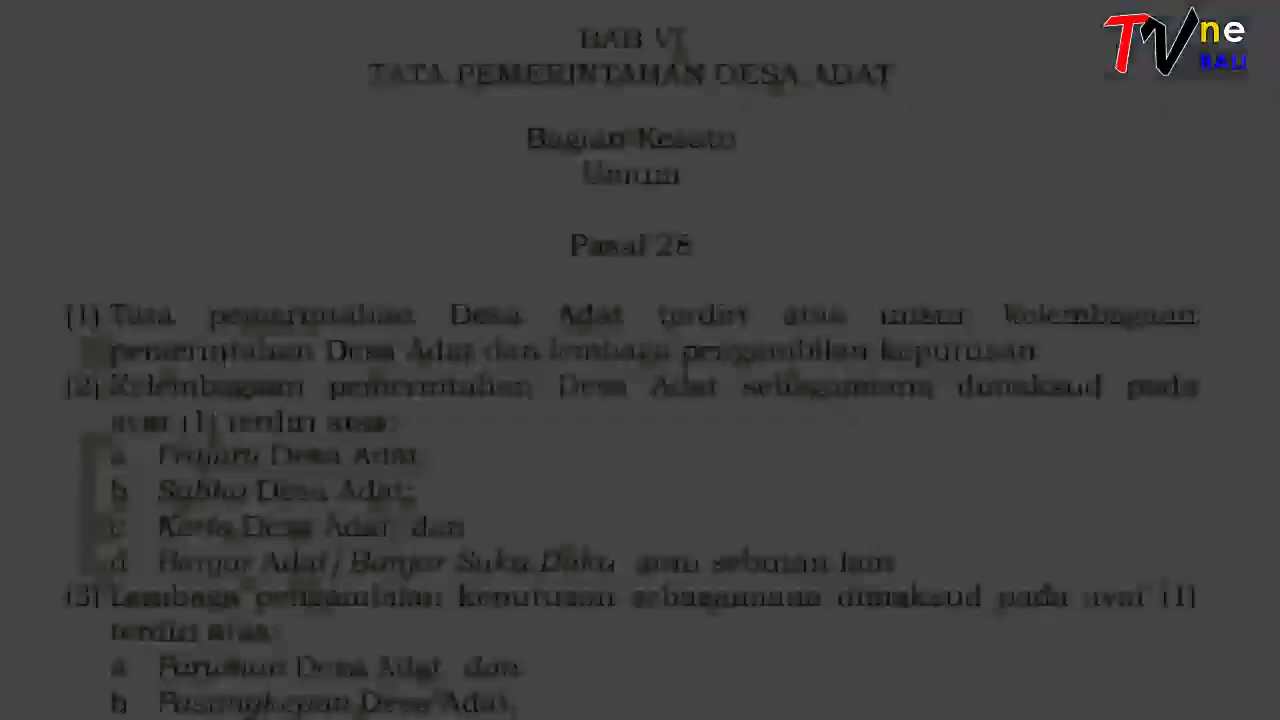 TVne
BALI
BAB VI
TATA PEMERINTAHAN DESA ADAT
Bagian Kesatu
Umum
Pasal 28
(1) Tata pemerintahan Desa Adat terdiri atas unsur kelembagaan
pemerintahan Desa Adat dan lembaga pengambilan keputusan
(2) Kelembagaan pemerintahan Desa Adat sebagaimana dimaksud pada
ayat (1) terdiri atas:
a Prajuru Desa Adat
b Sabha Desa Adat;
c Kerta Desa Adat dan
d Banjar Adat/Banjar Suka Duka atau sebutan lain
(3) Lembaga pengambilan keputusan sebagaimana dimaksud pada ayat (1)
terdiri atas:
a Paruman Desa Adat dan
b Pasangkepan Desa Adat.